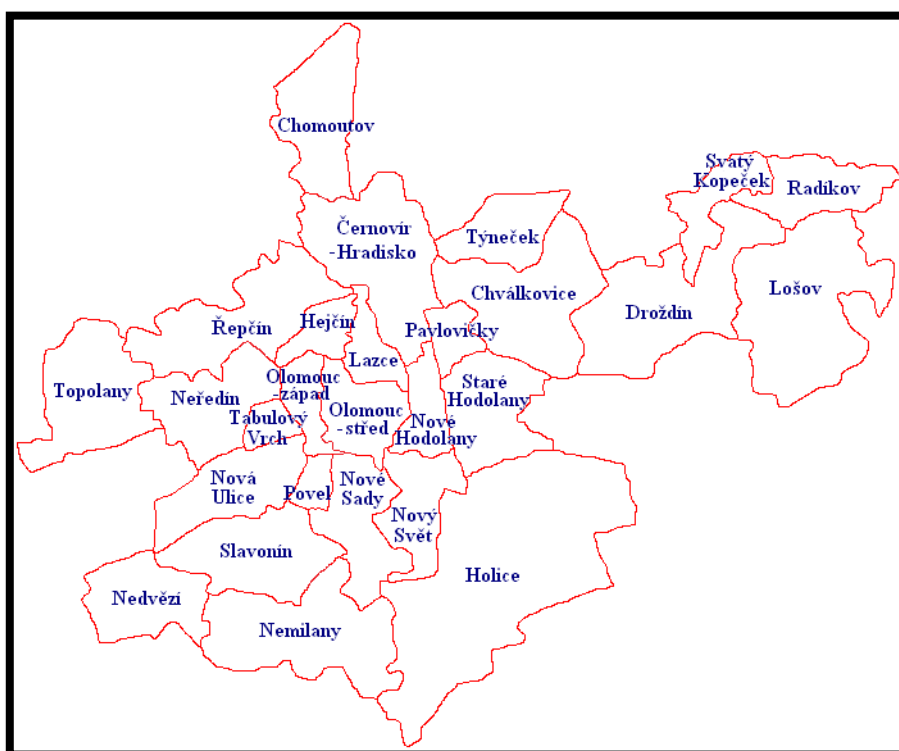 Chomoutov
Svatý
Kopeček
Radíkov
Černovír
-Hradisko
Týneček
Chválkovice
Lošov
Droždín
Řepčín
Hejčín
Pavlovičky
Lazce
Topolany
Neředín
Olomouc
-západ
Staré
Hodolany
Tabulový
Vrch
Olomouc
-střed
Nové
Hodolany
Nová
Ulice
Povel
Nové
Sady
Nový
Svět
Slavonín
Holice
Nedvězí
Nemilany